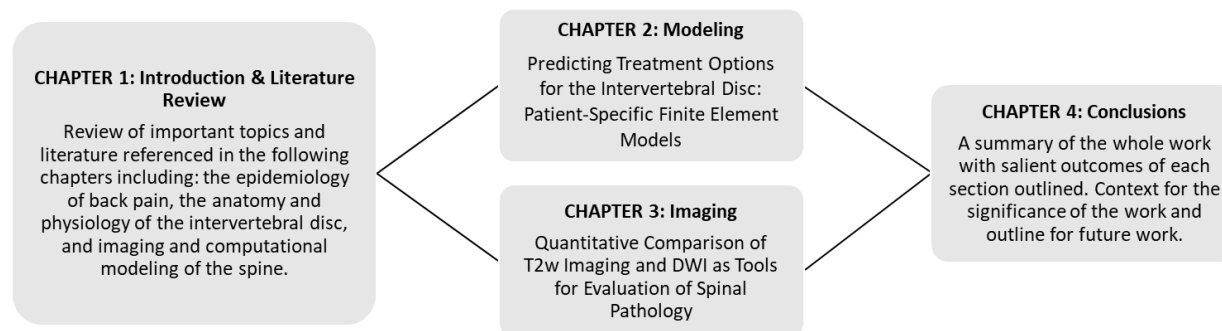 CHAPTER 1: Introduction & Literature
Review
Review of important topics and
literature referenced in the following
chapters including: the epidemiology
of back pain, the anatomy and
physiology of the intervertebral disc,
and imaging and computational
modeling of the spine.
CHAPTER 2: Modeling
Predicting Treatment Options
for the Intervertebral Disc:
Patient-Specific Finite Element
Models
CHAPTER 3: Imaging
Quantitative Comparison of
T2w Imaging and DWI as Tools
for Evaluation of Spinal
Pathology
CHAPTER 4: Conclusions
A summary of the whole work
with salient outcomes of each
section outlined. Context for the
significance of the work and
outline for future work.